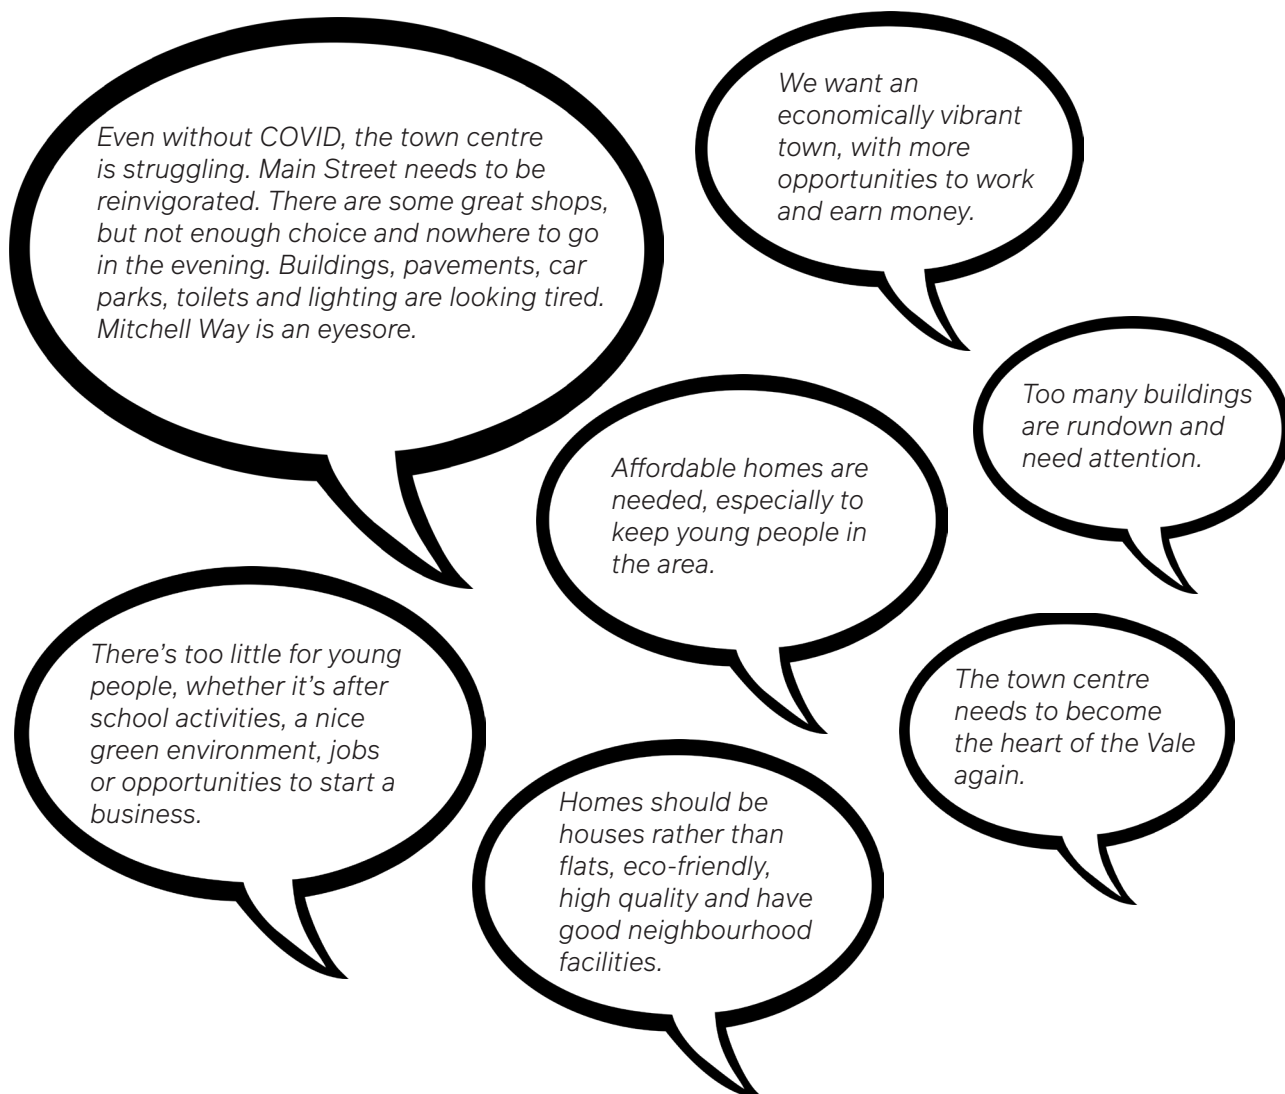 Even without COVID, the town centre
is struggling. Main Street needs to be
reinvigorated. There are some great shops,
but not enough choice and nowhere to go
in the evening. Buildings, pavements, car
parks, toilets and lighting are looking tired.
Mitchell Way is an eyesore.
We want an
economically vibrant
town, with more
opportunities to work
and earn money.
Too many buildings
are rundown and
need attention.
Affordable homes are
needed, especially to
keep young people in
the area.
There’s too little for young
people, whether it’s after
school activities, a nice
green environment, jobs
or opportunities to start a
business.
The town centre
needs to become
the heart of the Vale
again.
Homes should be
houses rather than
flats, eco-friendly,
high quality and have
good neighbourhood
facilities.